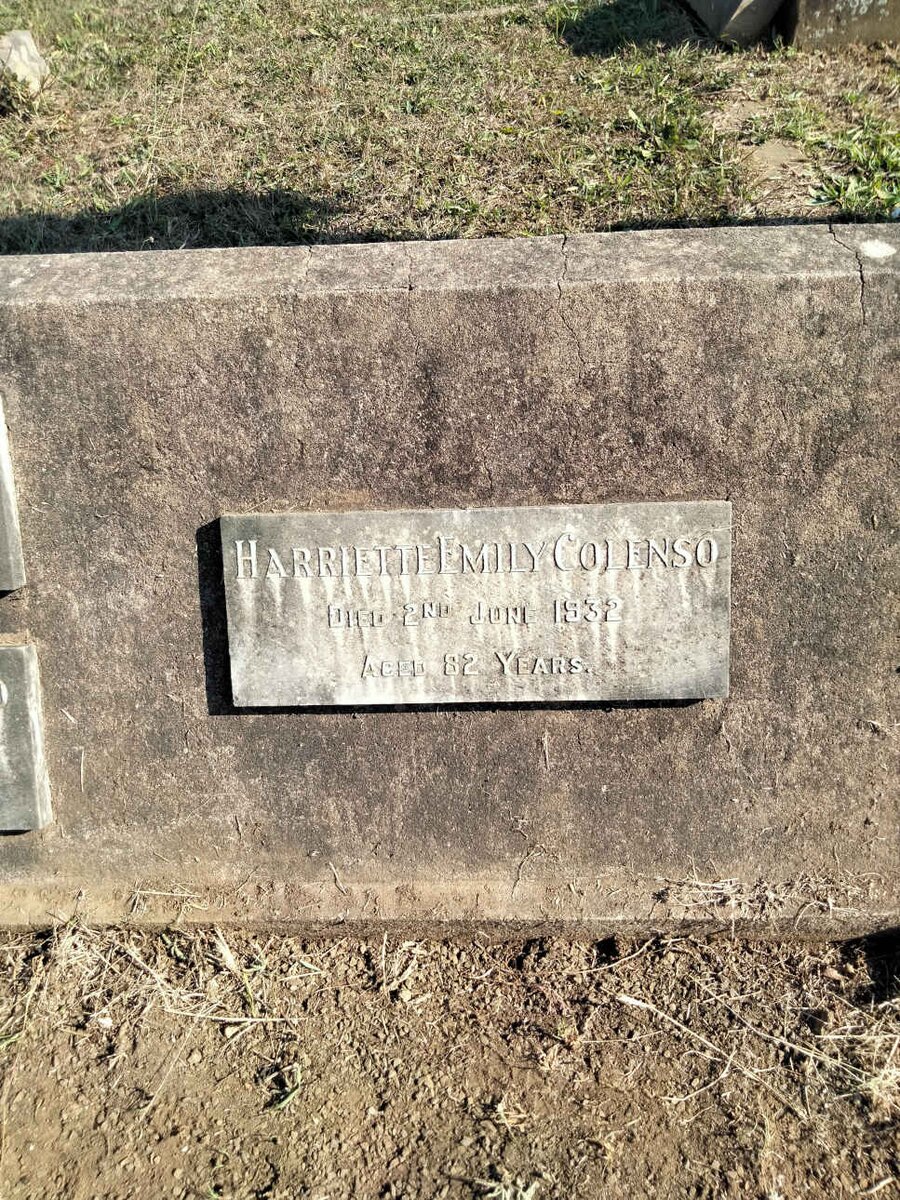 HARRIETTE EMILY COLENSO
DIED 2ND JUNE 1932
AGED 82 YEARS.